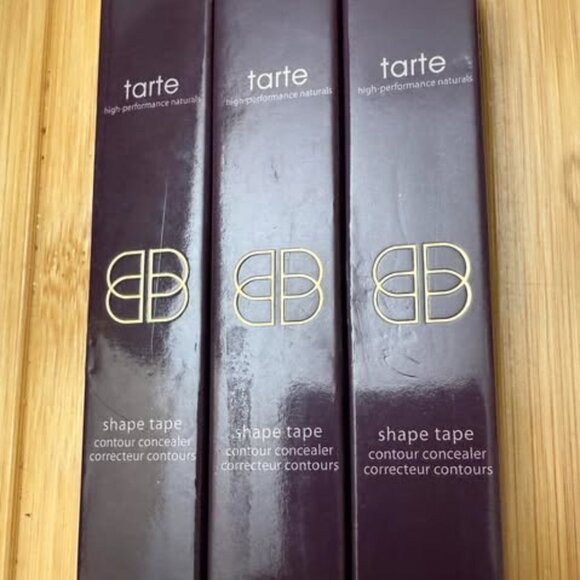 tarte
high-performance naturals
shape tape
contour concealer
correcteur contours
tarte
high-performance naturals
shape tape
contour concealer
correcteur contours
tarte
high-performance naturals
shape tape
contour concealer
correcteur contours